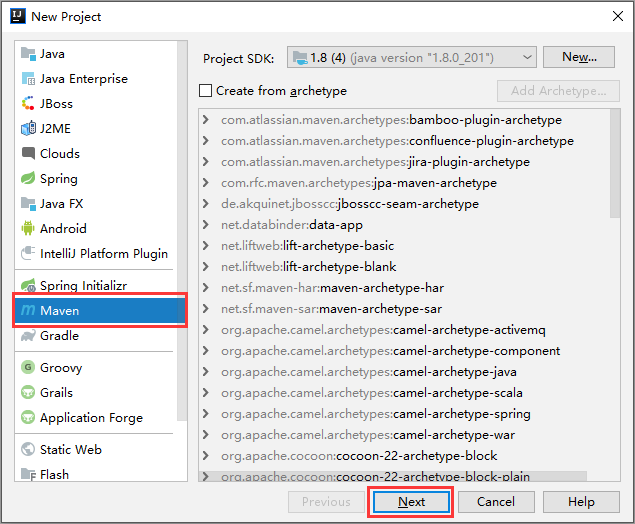 New Project
Java
Java Enterprise
JBoss
J2ME
Clouds
Spring
Java FX
Android
IntelliJ Platform Plugin
Spring Initializr
Maven
Gradle
Groovy
Grails
Application Forge
Static Web
Flash
Project SDK: 1.8 (4) (java version "1.8.0_201") New...
Create from archetype Add Archetype...
com.atlassian.maven.archetypes:bamboo-plugin-archetype
com.atlassian.maven.archetypes:confluence-plugin-archetype
com.atlassian.maven.archetypes:jira-plugin-archetype
com.rfc.maven.archetypes:jpa-maven-archetype
de.akquinet.jbosscc:jbosscc-seam-archetype
net.databinder:data-app
net.liftweb:lift-archetype-basic
net.liftweb:lift-archetype-blank
net.sf.maven-har:maven-archetype-har
net.sf.maven-sar:maven-archetype-sar
org.apache.camel.archetypes:camel-archetype-activemq
org.apache.camel.archetypes:camel-archetype-component
org.apache.camel.archetypes:camel-archetype-java
org.apache.camel.archetypes:camel-archetype-scala
org.apache.camel.archetypes:camel-archetype-spring
org.apache.camel.archetypes:camel-archetype-war
org.apache.cocoon:cocoon-22-archetype-block
org.apache.cocoon:cocoon-22-archetype-block-plain
Previous Next Cancel Help